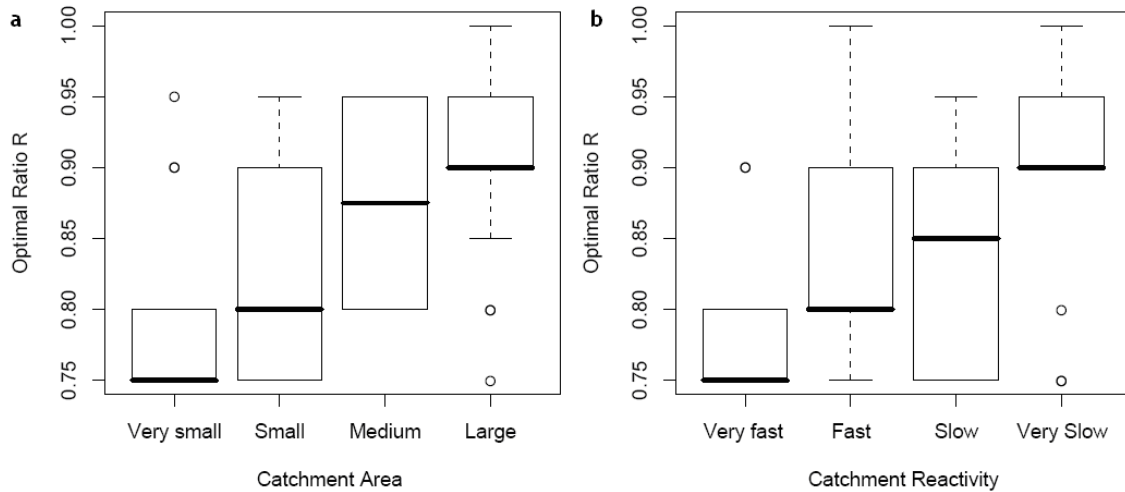 a
Optimal Ratio R
1.00
0.95
0.90
0.85
0.80
0.75
Very small Small Medium Large
Catchment Area
b
Optimal Ratio R
1.00
0.95
0.90
0.85
0.80
0.75
Very fast Fast Slow Very Slow
Catchment Reactivity